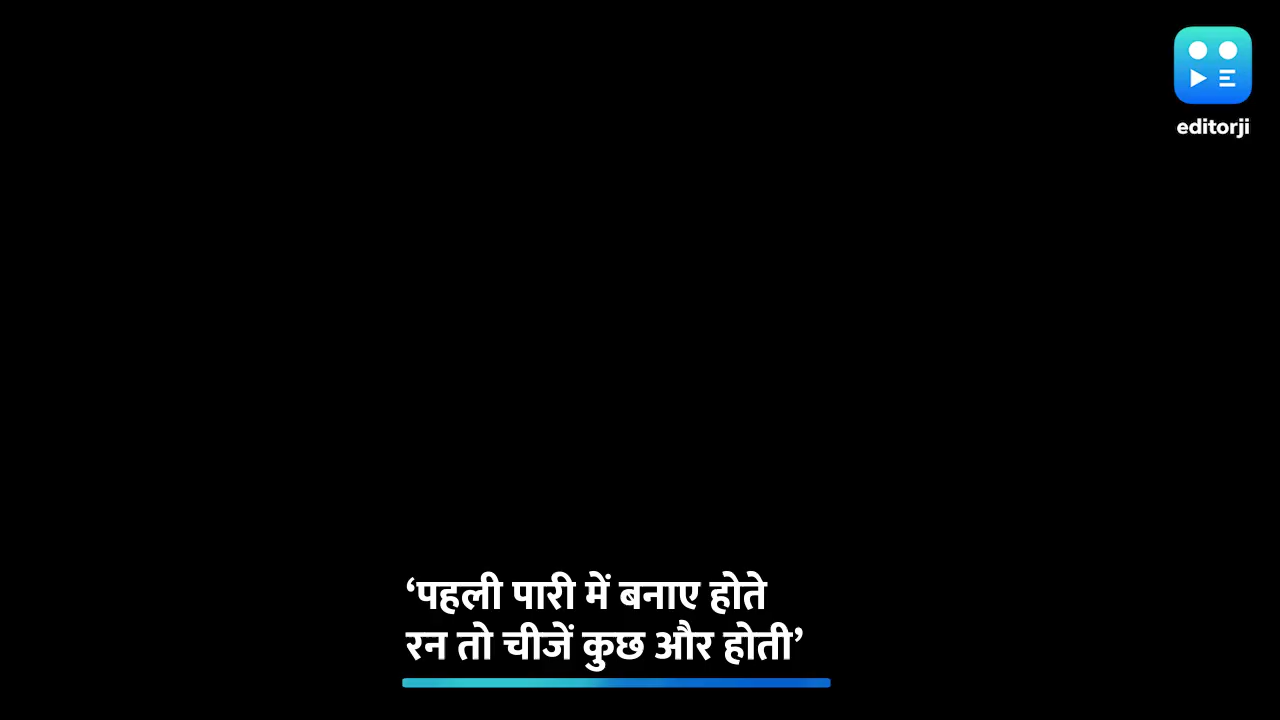 editorji
‘पहली पारी में बनाए होते
रन तो चीजें कुछ और होती’